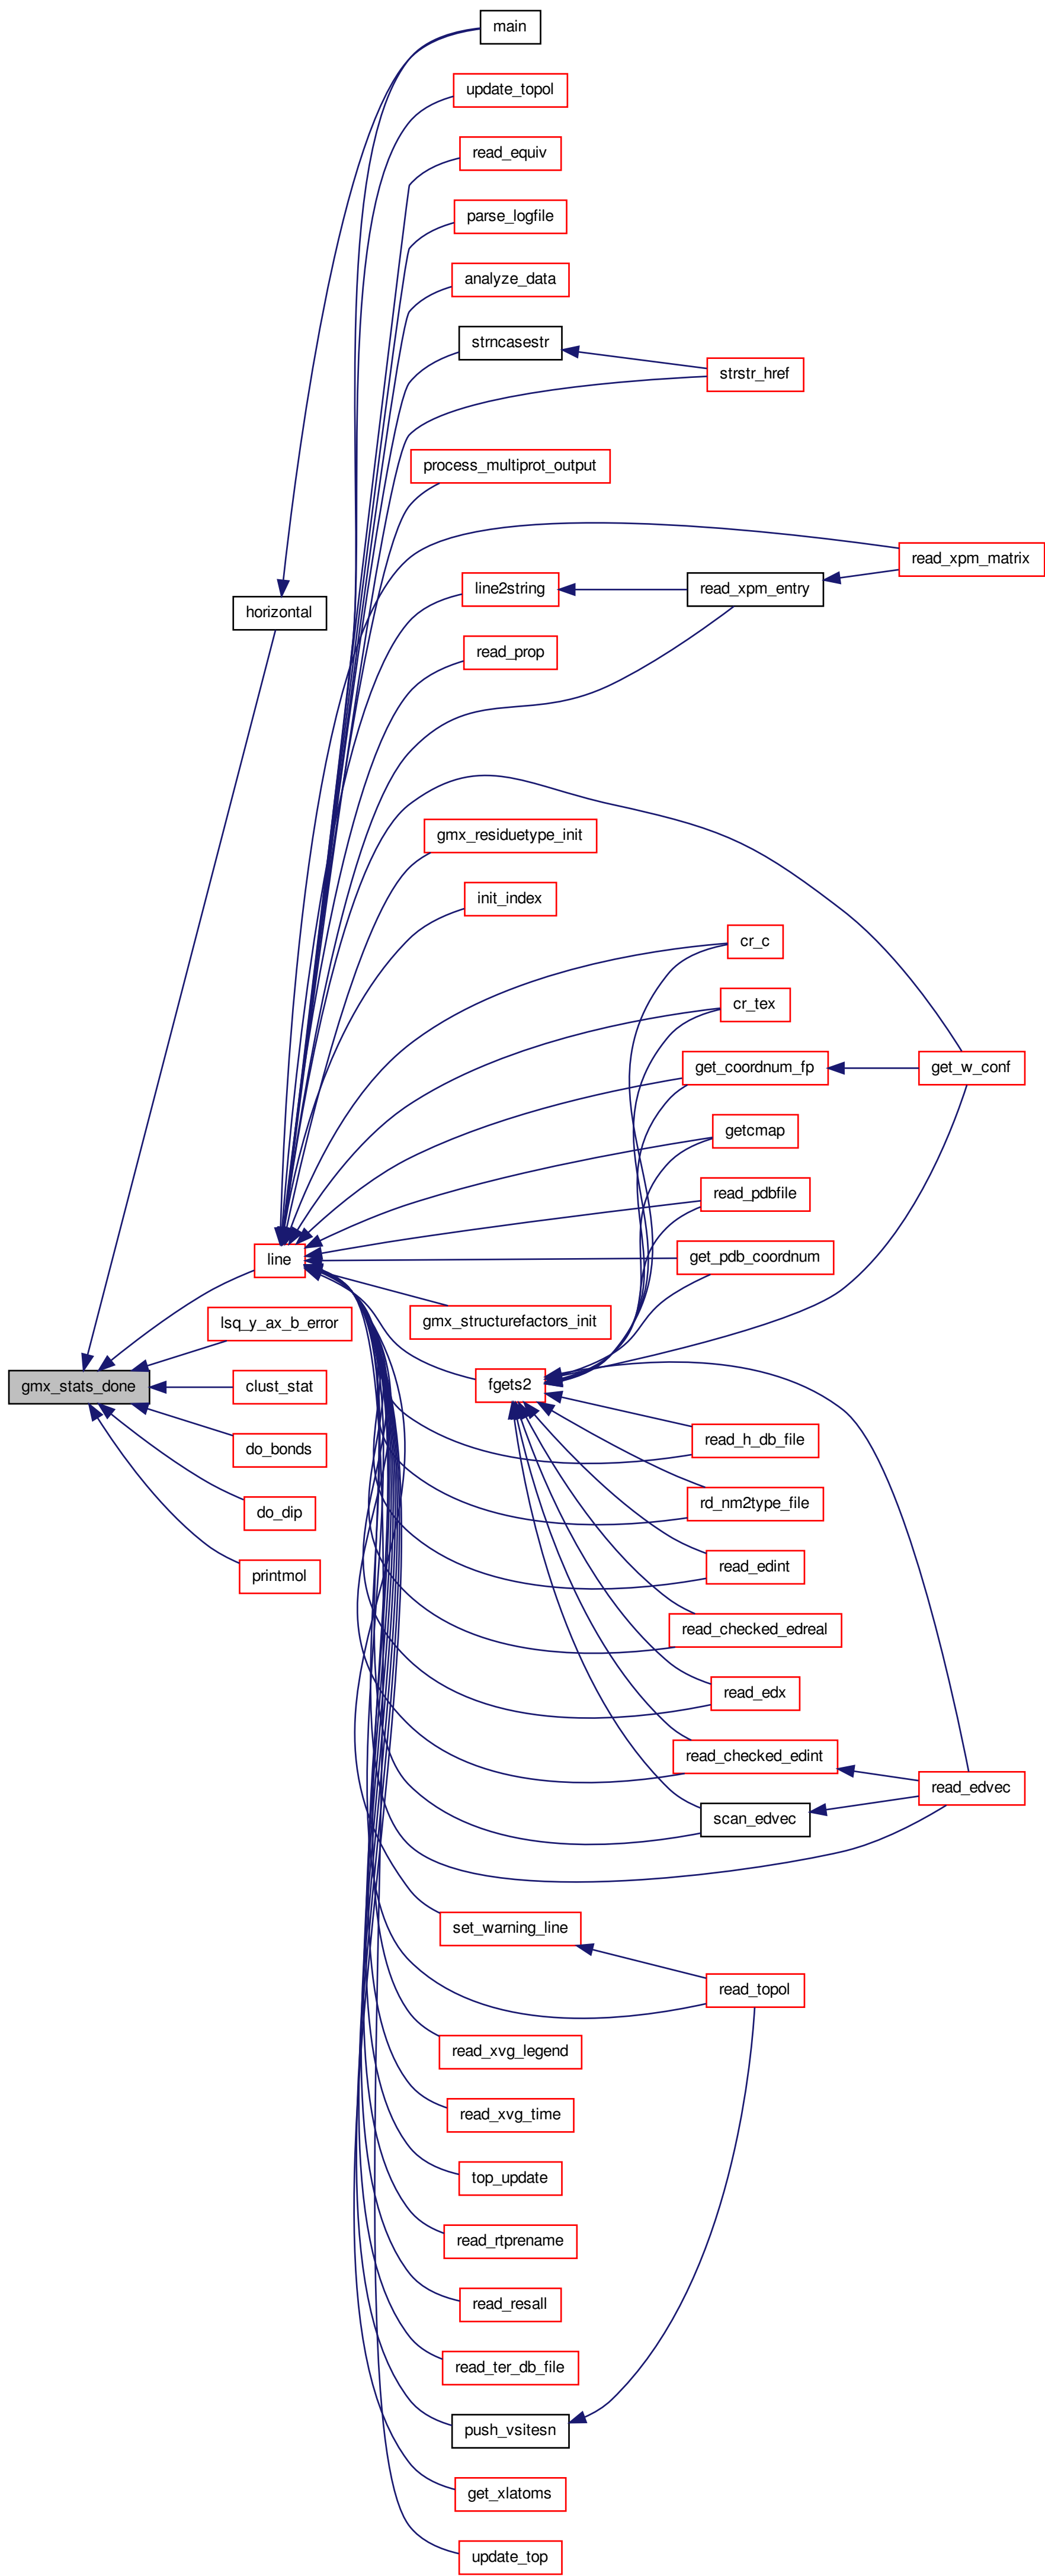 main
update_topol
read_equiv
parse_logfile
analyze_data
strncasestr
strstr_href
process_multiprot_output
read_xpm_matrix
line2string
read_xpm_entry
horizontal
read_prop
gmx_residuetype_init
init_index
cr_c
cr_tex
get_coordnum_fp
get_w_conf
getcmap
read_pdbfile
get_pdb_coordnum
line
gmx_structurefactors_init
lsq_y_ax_b_error
gmx_stats_done
clust_stat
fgets2
do_bonds
read_h_db_file
do_dip
rd_nm2type_file
printmol
read_edint
read_checked_edreal
read_edx
read_checked_edint
read_edvec
scan_edvec
set_warning_line
read_topol
read_xvg_legend
read_xvg_time
top_update
read_rtprename
read_resall
read_ter_db_file
push_vsitesn
get_xlatoms
update_top